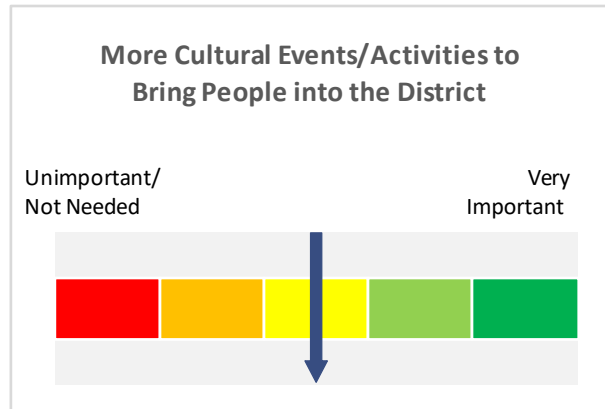 More Cultural Events/Activities to
Bring People into the District
Unimportant/
Not Needed
Very
Important